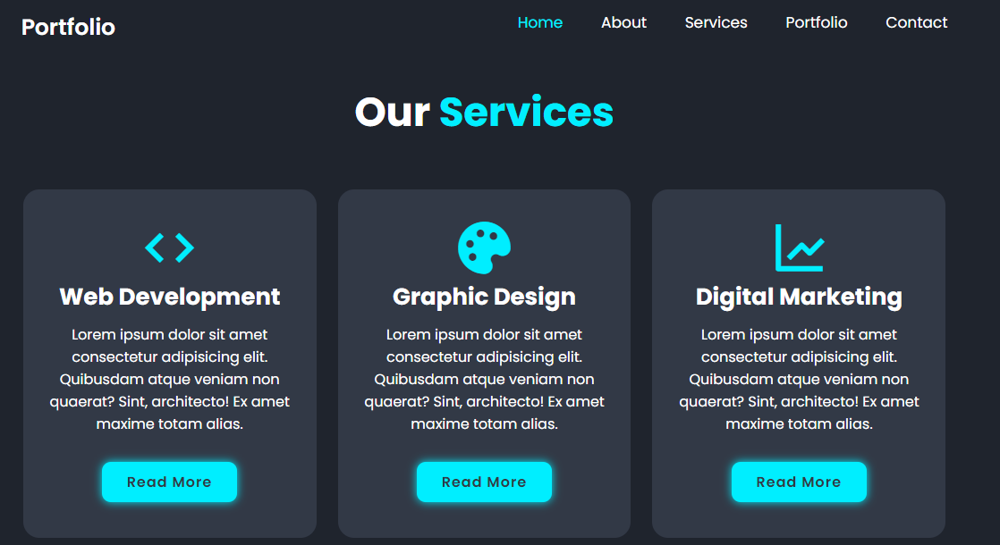 Portfolio
Home About Services Portfolio Contact
Our Services
Web Development
Lorem ipsum dolor sit amet
consectetur adipisicing elit.
Quibusdam atque veniam non
quaerat? Sint, architecto! Ex amet
maxime totam alias.
Read More
Graphic Design
Lorem ipsum dolor sit amet
consectetur adipisicing elit.
Quibusdam atque veniam non
quaerat? Sint, architecto! Ex amet
maxime totam alias.
Read More
Digital Marketing
Lorem ipsum dolor sit amet
consectetur adipisicing elit.
Quibusdam atque veniam non
quaerat? Sint, architecto! Ex amet
maxime totam alias.
Read More